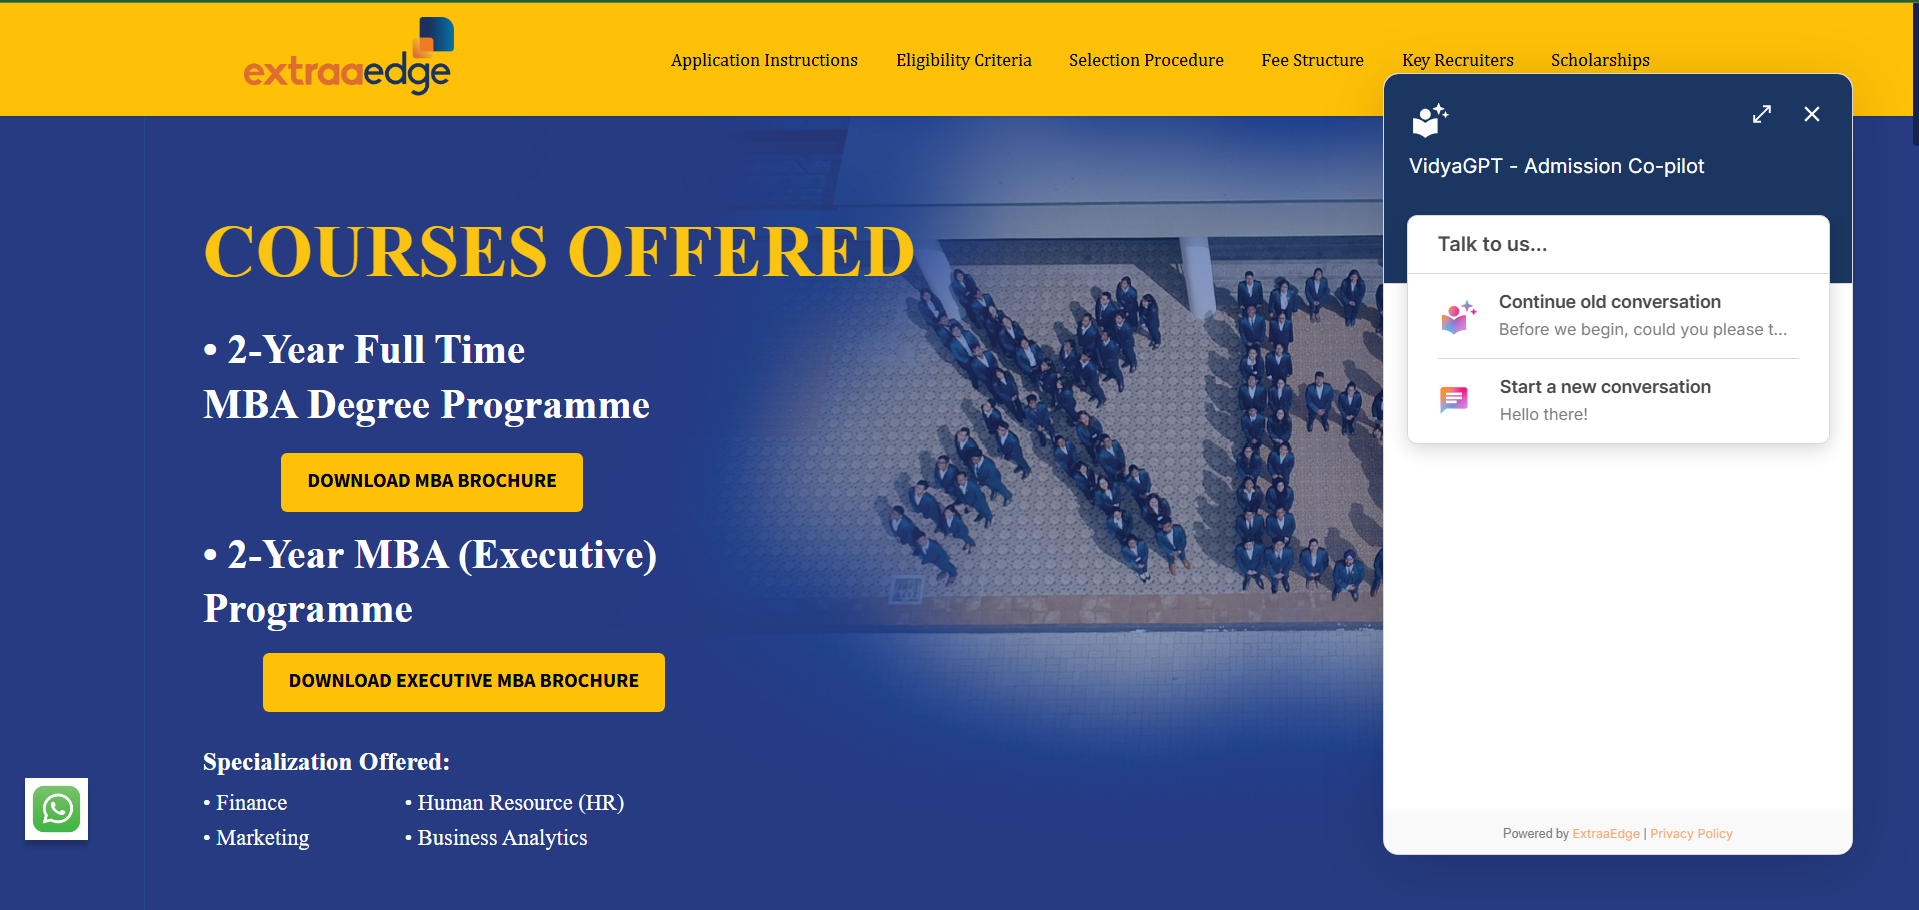 extraaedge
Application Instructions
Eligibility Criteria
Selection Procedure
Fee Structure
Key Recruiters
Scholarships
COURSES OFFERED
• 2-Year Full Time
MBA Degree Programme
DOWNLOAD MBA BROCHURE
• 2-Year MBA (Executive)
Programme
DOWNLOAD EXECUTIVE MBA BROCHURE
Specialization Offered:
• Finance
• Human Resource (HR)
• Marketing
• Business Analytics
VidyaGPT - Admission Co-pilot
Talk to us...
Continue old conversation
Before we begin, could you please t...
Start a new conversation
Hello there!
Powered by ExtraaEdge | Privacy Policy